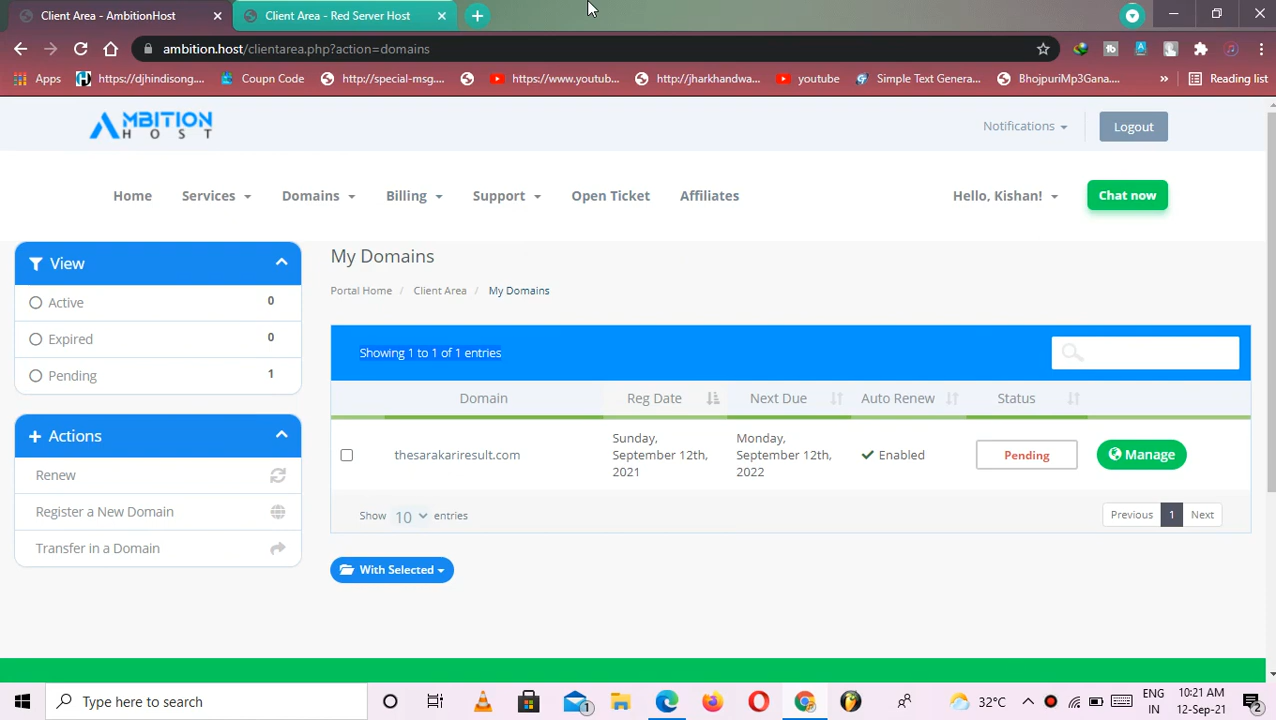 Client Area - AmbitionHost
Client Area - Red Server Host
ambition.host/clientarea.php?action=domains
Apps
https://djhindisong....
Coupn Code
http://special-msg....
https://www.youtub...
http://jharkhandwa...
youtube
Simple Text Genera...
BhojpuriMp3Gana....
»
Reading list
AMBITION
HOST
Notifications
Logout
Home
Services
Domains
Billing
Support
Open Ticket
Affiliates
Hello, Kishan!
Chat now
View
Active 0
Expired 0
Pending 1
Actions
Renew
Register a New Domain
Transfer in a Domain
My Domains
Portal Home / Client Area / My Domains
Showing 1 to 1 of 1 entries
Domain Reg Date Next Due Auto Renew Status
thesarakariresult.com
Sunday,
September 12th,
2021
Monday,
September 12th,
2022
Enabled
Pending
Manage
Show 10 entries
Previous 1 Next
With Selected
Type here to search
1
32°C
ENG
IN
10:21 AM
12-Sep-21
2